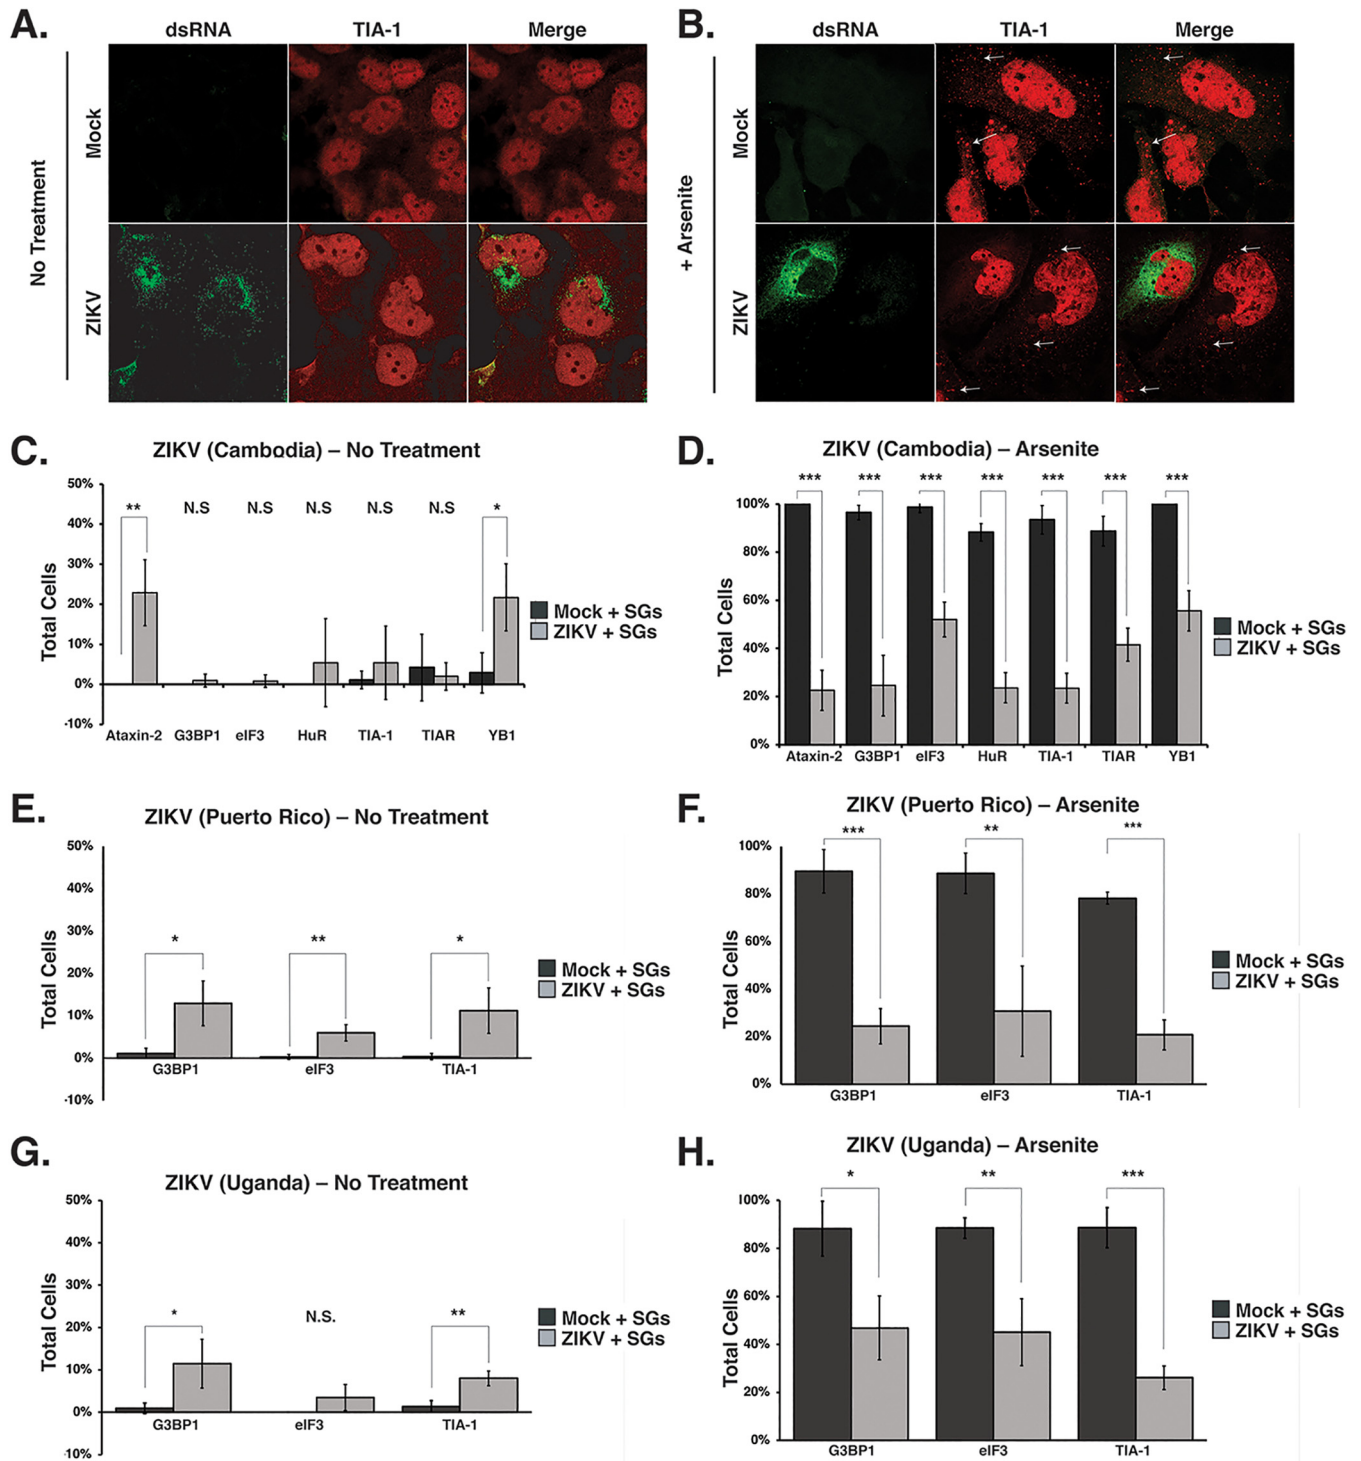 A.
dsRNA TIA-1 Merge
No Treatment
Mock
ZIKV
B.
dsRNA TIA-1 Merge
+ Arsenite
Mock
ZIKV
C.
ZIKV (Cambodia) – No Treatment
Total Cells
50%
40%
30%
20%
10%
0%
-10%
** N.S N.S N.S N.S N.S *
Ataxin-2 G3BP1 eIF3 HuR TIA-1 TIAR YB1
Mock + SGs
ZIKV + SGs
D.
ZIKV (Cambodia) – Arsenite
Total Cells
*** *** *** *** *** *** ***
100%
80%
60%
40%
20%
0%
Ataxin-2 G3BP1 eIF3 HuR TIA-1 TIAR YB1
Mock + SGs
ZIKV + SGs
E.
ZIKV (Puerto Rico) – No Treatment
Total Cells
50%
40%
30%
20%
10%
0%
-10%
* ** *
G3BP1 eIF3 TIA-1
Mock + SGs
ZIKV + SGs
F.
ZIKV (Puerto Rico) – Arsenite
Total Cells
*** ** ***
100%
80%
60%
40%
20%
0%
G3BP1 eIF3 TIA-1
Mock + SGs
ZIKV + SGs
G.
ZIKV (Uganda) – No Treatment
Total Cells
50%
40%
30%
20%
10%
0%
-10%
* N.S. **
G3BP1 eIF3 TIA-1
Mock + SGs
ZIKV + SGs
H.
ZIKV (Uganda) – Arsenite
Total Cells
* ** ***
100%
80%
60%
40%
20%
0%
G3BP1 eIF3 TIA-1
Mock + SGs
ZIKV + SGs